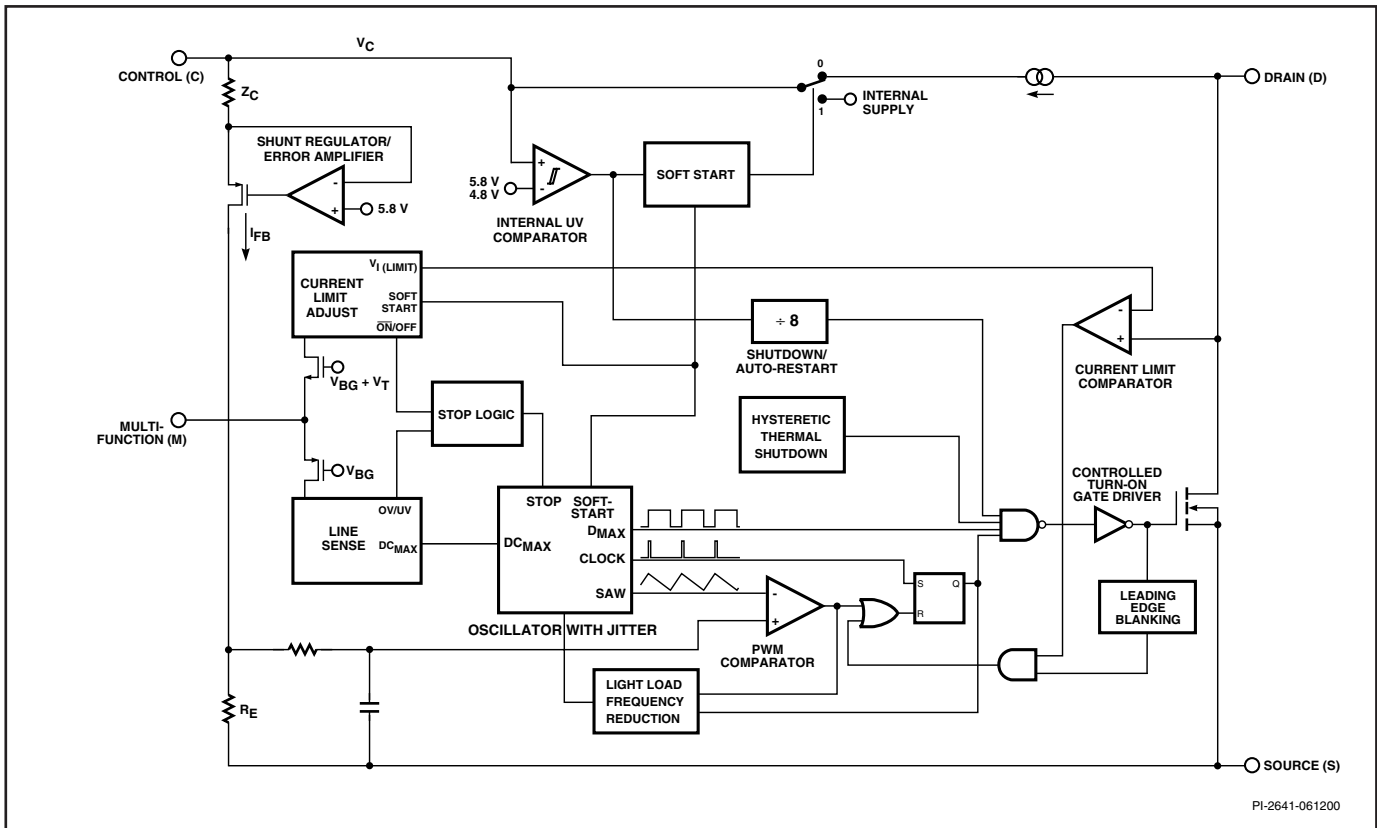 V_C
CONTROL (C)
0
DRAIN (D)
Z_C
INTERNAL
SUPPLY
1
SHUNT REGULATOR/
ERROR AMPLIFIER
-
+
5.8 V
I_FB
+
-
5.8 V
4.8 V
INTERNAL UV
COMPARATOR
SOFT START
V_I (LIMIT)
CURRENT
LIMIT
ADJUST
SOFT
START
O̅N̅/OFF
÷ 8
SHUTDOWN/
AUTO-RESTART
-
+
CURRENT LIMIT
COMPARATOR
V_BG + V_T
STOP LOGIC
MULTI-
FUNCTION (M)
HYSTERETIC
THERMAL
SHUTDOWN
V_BG
CONTROLLED
TURN-ON
GATE DRIVER
OV/UV
LINE
SENSE
DC_MAX
STOP
SOFT-
START
DC_MAX
D_MAX
CLOCK
SAW
OSCILLATOR WITH JITTER
-
+
PWM
COMPARATOR
S
Q
R
LEADING
EDGE
BLANKING
LIGHT LOAD
FREQUENCY
REDUCTION
R_E
SOURCE (S)
PI-2641-061200